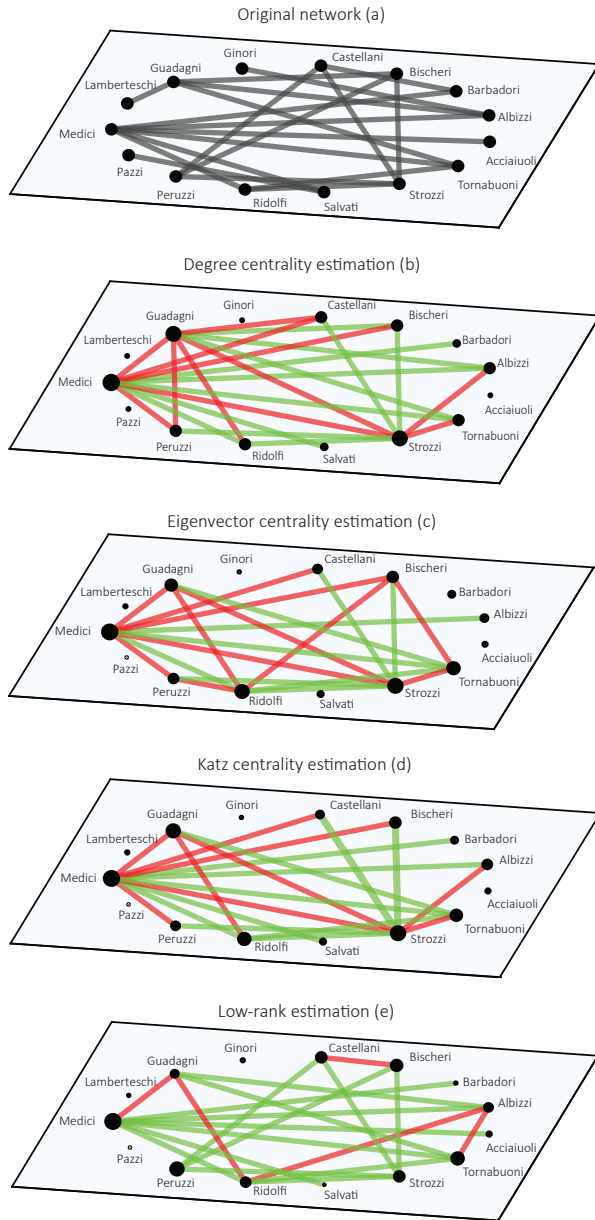 Original network (a)
Ginori
Castellani
Guadagni
Bischeri
Lamberteschi
Barbadori
Medici
Albizzi
Pazzi
Acciaiuoli
Peruzzi
Ridolfi
Salvati
Strozzi
Tornabuoni
Degree centrality estimation (b)
Ginori
Castellani
Guadagni
Bischeri
Lamberteschi
Barbadori
Medici
Albizzi
Pazzi
Acciaiuoli
Peruzzi
Ridolfi
Salvati
Strozzi
Tornabuoni
Eigenvector centrality estimation (c)
Ginori
Castellani
Guadagni
Bischeri
Lamberteschi
Barbadori
Medici
Albizzi
Pazzi
Acciaiuoli
Peruzzi
Ridolfi
Salvati
Strozzi
Tornabuoni
Katz centrality estimation (d)
Ginori
Castellani
Guadagni
Bischeri
Lamberteschi
Barbadori
Medici
Albizzi
Pazzi
Acciaiuoli
Peruzzi
Ridolfi
Salvati
Strozzi
Tornabuoni
Low-rank estimation (e)
Ginori
Castellani
Guadagni
Bischeri
Lamberteschi
Barbadori
Medici
Albizzi
Pazzi
Acciaiuoli
Peruzzi
Ridolfi
Salvati
Strozzi
Tornabuoni